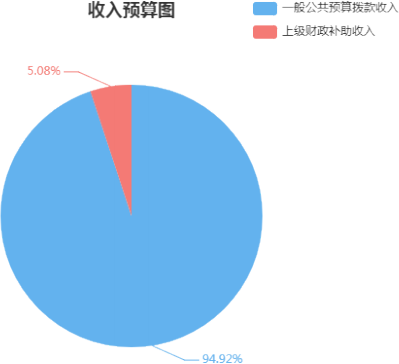 收入预算图
一般公共预算拨款收入
上级财政补助收入
5.08%
94.92%